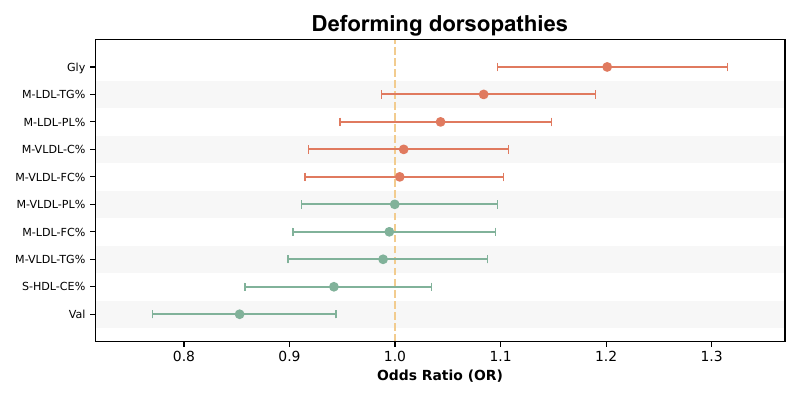 Deforming dorsopathies
Gly
M-LDL-TG%
M-LDL-PL%
M-VLDL-C%
M-VLDL-FC%
M-VLDL-PL%
M-LDL-FC%
M-VLDL-TG%
S-HDL-CE%
Val
0.8 0.9 1.0 1.1 1.2 1.3
Odds Ratio (OR)